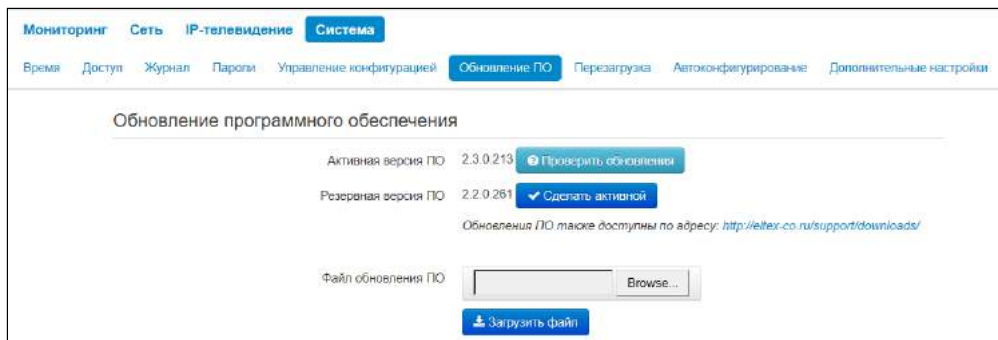 Мониторинг Сеть IP-телевидение Система
Время Доступ Журнал Пароли Управление конфигурацией Обновление ПО Перезагрузка Автоконфигурирование Дополнительные настройки
Обновление программного обеспечения
Активная версия ПО 2.3.0.213 Проверить обновления
Резервная версия ПО 2.2.0.261 Сделать активной
Обновления ПО также доступны по адресу: http://eltex-co.ru/support/downloads/
Файл обновления ПО Browse...
Загрузить файл